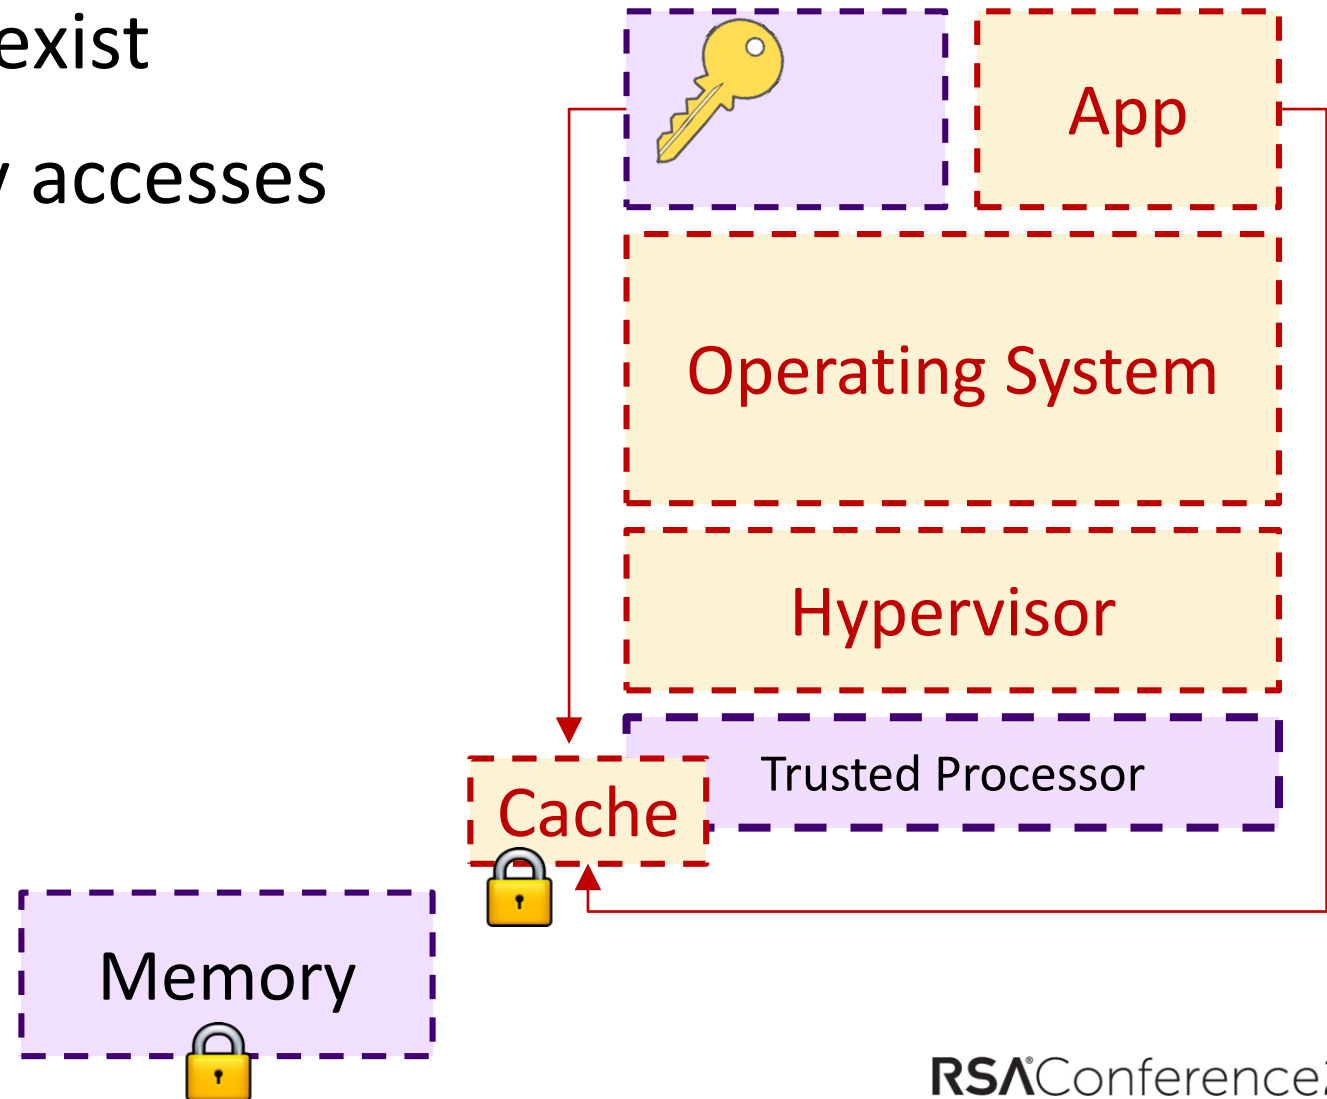 exist
accesses
App
Operating System
Hypervisor
Trusted Processor
Cache
Memory
RSAConference